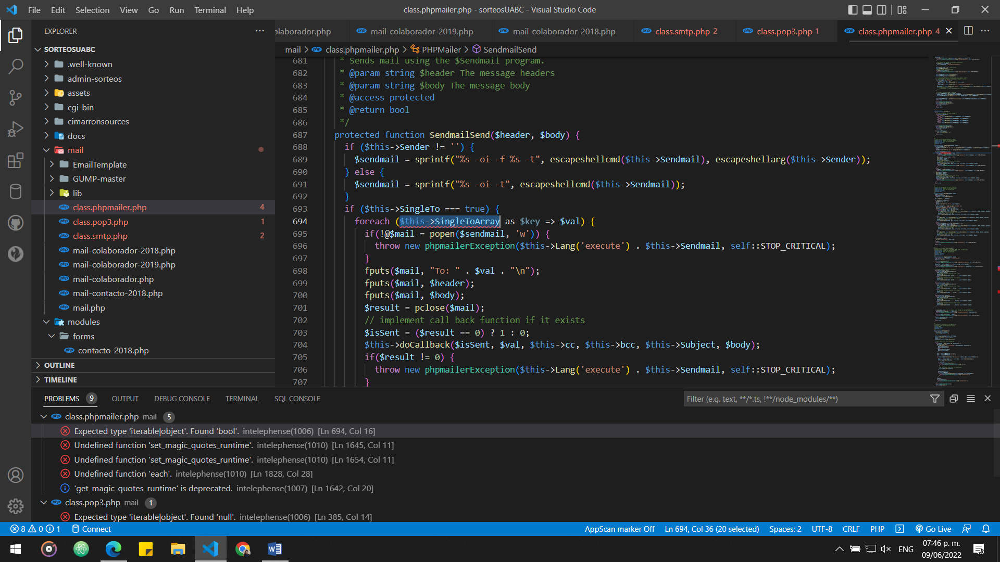 File Edit Selection View Go Run Terminal Help
class.phpmailer.php - sorteosUABC - Visual Studio Code
EXPLORER
SORTEOSUABC
.well-known
admin-sorteos
assets
cgi-bin
cimarronsources
docs
mail
EmailTemplate
GUMP-master
lib
class.phpmailer.php 4
class.pop3.php 1
class.smtp.php 2
mail-colaborador-2018.php
mail-colaborador-2019.php
mail-colaborador.php
mail-contacto-2018.php
mail.php
modules
forms
contacto-2018.php
OUTLINE
TIMELINE
olaborador.php mail-colaborador-2019.php mail-colaborador-2018.php class.smtp.php 2 class.pop3.php 1 class.phpmailer.php 4
mail > class.phpmailer.php > PHPMailer > SendmailSend
681 * Sends mail using the $Sendmail program.
682 * @param string $header The message headers
683 * @param string $body The message body
684 * @access protected
685 * @return bool
686 */
687 protected function SendmailSend($header, $body) {
688 if ($this->Sender != '') {
689 $sendmail = sprintf("%s -oi -f %s -t", escapeshellcmd($this->Sendmail), escapeshellarg($this->Sender));
690 } else {
691 $sendmail = sprintf("%s -oi -t", escapeshellcmd($this->Sendmail));
692 }
693 if ($this->SingleTo === true) {
694 foreach ($this->SingleToArray as $key => $val) {
695 if(!@$mail = popen($sendmail, 'w')) {
696 throw new phpmailerException($this->Lang('execute') . $this->Sendmail, self::STOP_CRITICAL);
697 }
698 fputs($mail, "To: " . $val . "\n");
699 fputs($mail, $header);
700 fputs($mail, $body);
701 $result = pclose($mail);
702 // implement call back function if it exists
703 $isSent = ($result == 0) ? 1 : 0;
704 $this->doCallback($isSent, $val, $this->cc, $this->bcc, $this->Subject, $body);
705 if($result != 0) {
706 throw new phpmailerException($this->Lang('execute') . $this->Sendmail, self::STOP_CRITICAL);
707 }
PROBLEMS 9 OUTPUT DEBUG CONSOLE TERMINAL SQL CONSOLE
Filter (e.g. text, **/*.ts, !**/node_modules/**)
class.phpmailer.php mail 5
Expected type 'iterable|object'. Found 'bool'. intelephense(1006) [Ln 694, Col 16]
Undefined function 'set_magic_quotes_runtime'. intelephense(1010) [Ln 1645, Col 11]
Undefined function 'set_magic_quotes_runtime'. intelephense(1010) [Ln 1654, Col 11]
Undefined function 'each'. intelephense(1010) [Ln 1828, Col 28]
'get_magic_quotes_runtime' is deprecated. intelephense(1007) [Ln 1642, Col 20]
class.pop3.php mail 1
Expected type 'iterable|object'. Found 'null'. intelephense(1006) [Ln 385, Col 14]
8 0 1 Connect
AppScan marker Off Ln 694, Col 36 (20 selected) Spaces: 2 UTF-8 CRLF PHP Go Live
ENG
07:46 p. m.
09/06/2022